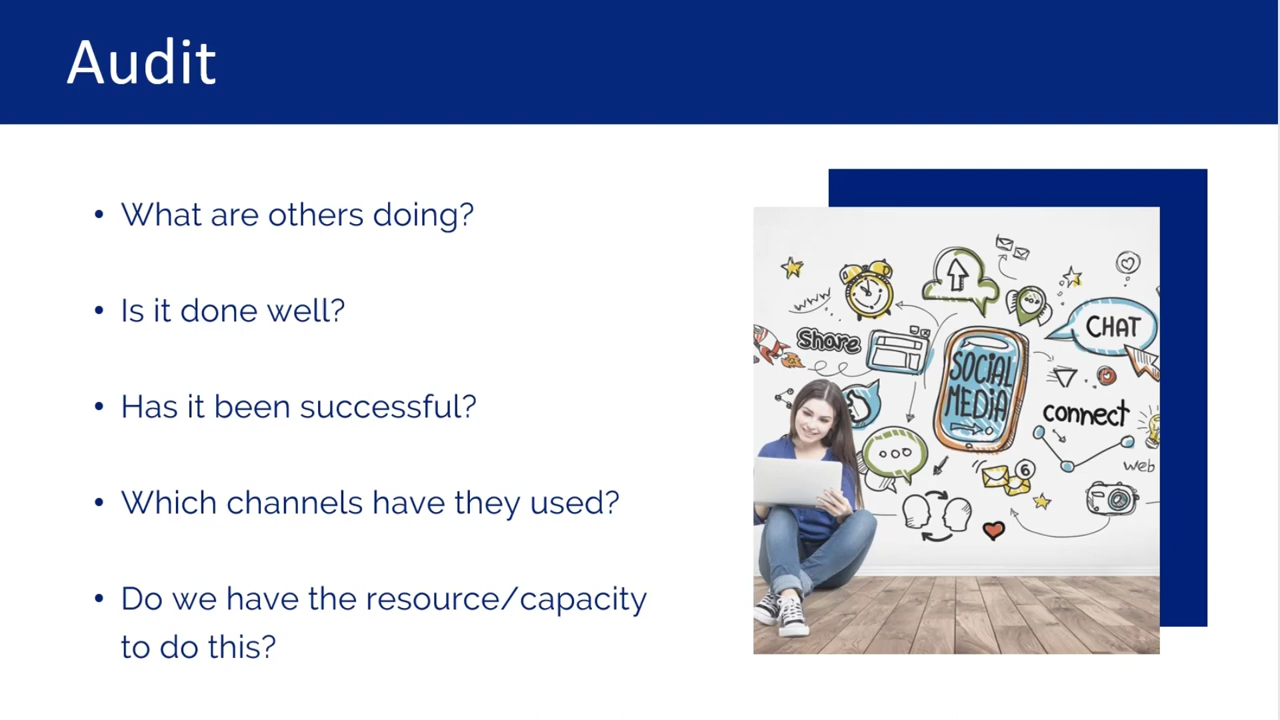 Audit
• What are others doing?
• Is it done well?
• Has it been successful?
• Which channels have they used?
• Do we have the resource/capacity
to do this?
www
Share
CHAT
SOCIAL
MEDIA
connect
6
web